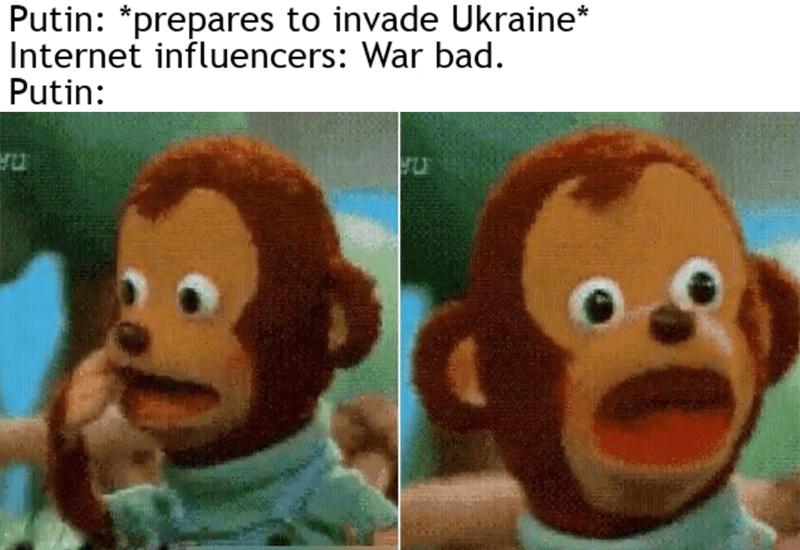 Putin: *prepares to invade Ukraine*
Internet influencers: War bad.
Putin: